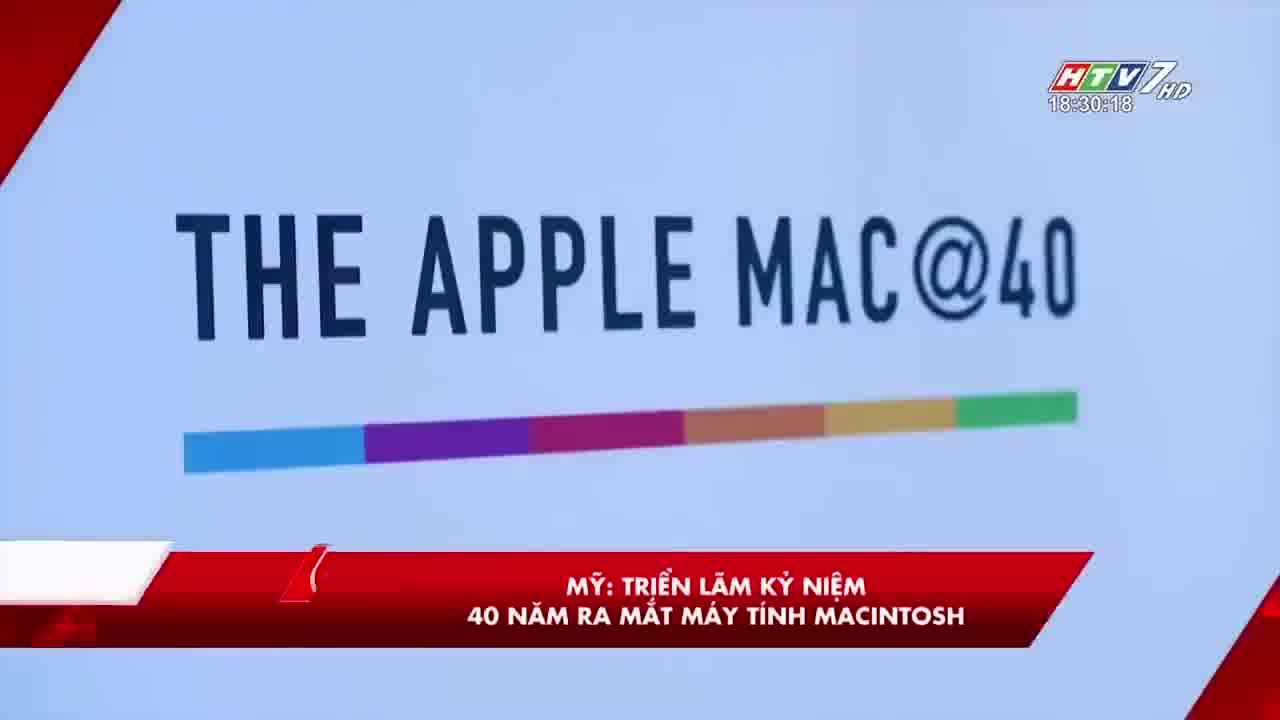 HTV7 HD
18:30:18
THE APPLE MAC@40
MỸ: TRIỂN LÃM KỶ NIỆM
40 NĂM RA MẮT MÁY TÍNH MACINTOSH